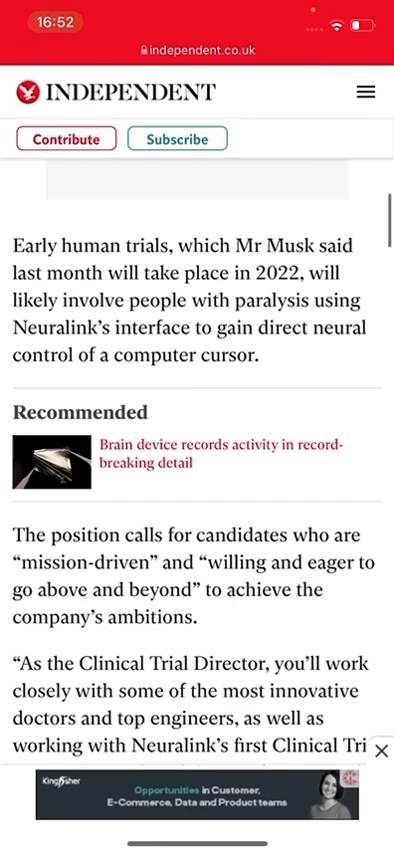 16:52
independent.co.uk
INDEPENDENT
Contribute
Subscribe
Early human trials, which Mr Musk said
last month will take place in 2022, will
likely involve people with paralysis using
Neuralink’s interface to gain direct neural
control of a computer cursor.
Recommended
Brain device records activity in record-
breaking detail
The position calls for candidates who are
“mission-driven” and “willing and eager to
go above and beyond” to achieve the
company’s ambitions.
“As the Clinical Trial Director, you’ll work
closely with some of the most innovative
doctors and top engineers, as well as
working with Neuralink’s first Clinical Tri
Kingfisher
Opportunities in Customer,
E-Commerce, Data and Product teams